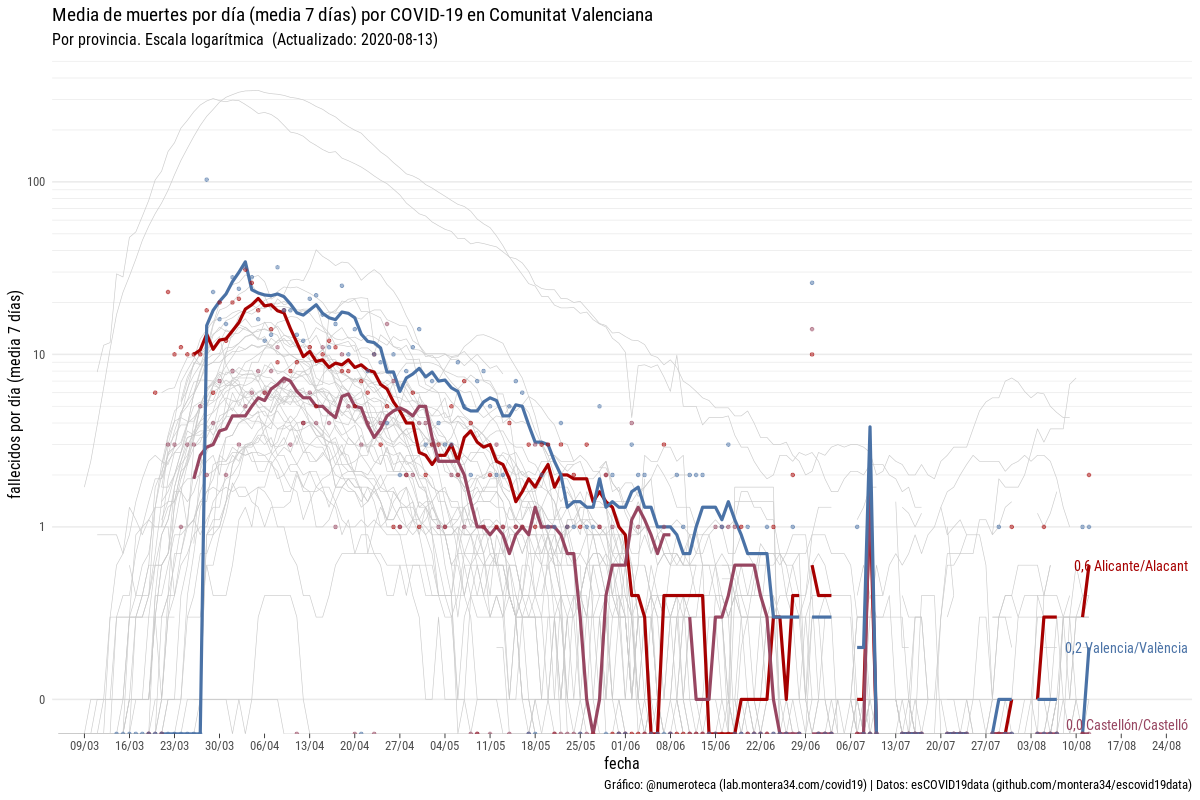 Media de muertes por día (media 7 días) por COVID-19 en Comunitat Valenciana
Por provincia. Escala logarítmica (Actualizado: 2020-08-13)
fallecidos por día (media 7 días)
100
10
1
0
0,6 Alicante/Alacant
0,2 Valencia/València
0,0 Castellón/Castelló
09/03 16/03 23/03 30/03 06/04 13/04 20/04 27/04 04/05 11/05 18/05 25/05 01/06 08/06 15/06 22/06 29/06 06/07 13/07 20/07 27/07 03/08 10/08 17/08 24/08
fecha
Gráfico: @numeroteca (lab.montera34.com/covid19) | Datos: esCOVID19data (github.com/montera34/escovid19data)